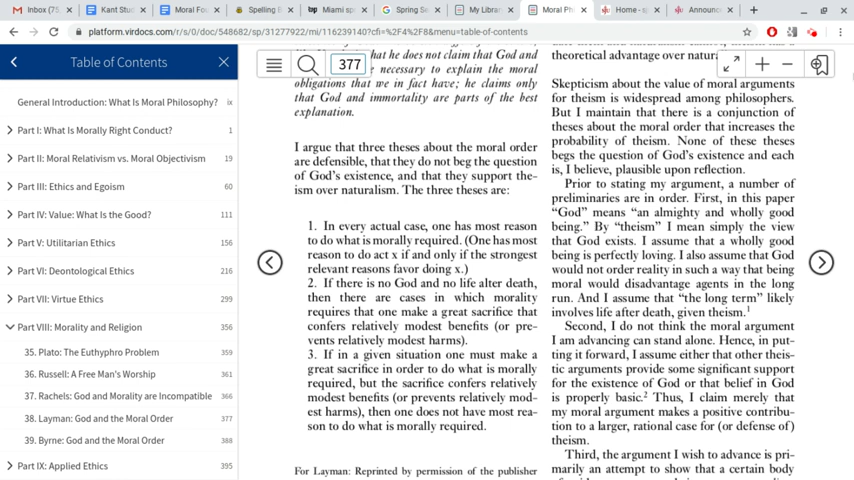 Inbox (75
Kant Stud
Moral Fou
Spelling B
Miami sp
Spring Se
My Librar
Moral Ph
Home - s
Announc
platform.virdocs.com/r/s/0/doc/548682/sp/31277922/mi/116239140?cfi=%2F4%2F8&menu=table-of-contents
Table of Contents
General Introduction: What Is Moral Philosophy? ix
Part I: What Is Morally Right Conduct? 1
Part II: Moral Relativism vs. Moral Objectivism 19
Part III: Ethics and Egoism 60
Part IV: Value: What Is the Good? 111
Part V: Utilitarian Ethics 156
Part VI: Deontological Ethics 216
Part VII: Virtue Ethics 299
Part VIII: Morality and Religion 356
35. Plato: The Euthyphro Problem 359
36. Russell: A Free Man's Worship 361
37. Rachels: God and Morality are Incompatible 366
38. Layman: God and the Moral Order 377
39. Byrne: God and the Moral Order 388
Part IX: Applied Ethics 395
377
hat he does not claim that God and
necessary to explain the moral
obligations that we in fact have; he claims only
that God and immortality are parts of the best
explanation.
I argue that three theses about the moral order
are defensible, that they do not beg the question
of God's existence, and that they support the-
ism over naturalism. The three theses are:
1. In every actual case, one has most reason
to do what is morally required. (One has most
reason to do act x if and only if the strongest
relevant reasons favor doing x.)
2. If there is no God and no life after death,
then there are cases in which morality
requires that one make a great sacrifice that
confers relatively modest benefits (or pre-
vents relatively modest harms).
3. If in a given situation one must make a
great sacrifice in order to do what is morally
required, but the sacrifice confers relatively
modest benefits (or prevents relatively mod-
est harms), then one does not have most rea-
son to do what is morally required.
For Layman: Reprinted by permission of the publisher
theoretical advantage over natura
Skepticism about the value of moral arguments
for theism is widespread among philosophers.
But I maintain that there is a conjunction of
theses about the moral order that increases the
probability of theism. None of these theses
begs the question of God's existence and each
is, I believe, plausible upon reflection.
Prior to stating my argument, a number of
preliminaries are in order. First, in this paper
"God" means "an almighty and wholly good
being." By "theism" I mean simply the view
that God exists. I assume that a wholly good
being is perfectly loving. I also assume that God
would not order reality in such a way that being
moral would disadvantage agents in the long
run. And I assume that "the long term" likely
involves life after death, given theism.1
Second, I do not think the moral argument
I am advancing can stand alone. Hence, in put-
ting it forward, I assume either that other theis-
tic arguments provide some significant support
for the existence of God or that belief in God
is properly basic.2 Thus, I claim merely that
my moral argument makes a positive contribu-
tion to a larger, rational case for (or defense of)
theism.
Third, the argument I wish to advance is pri-
marily an attempt to show that a certain body